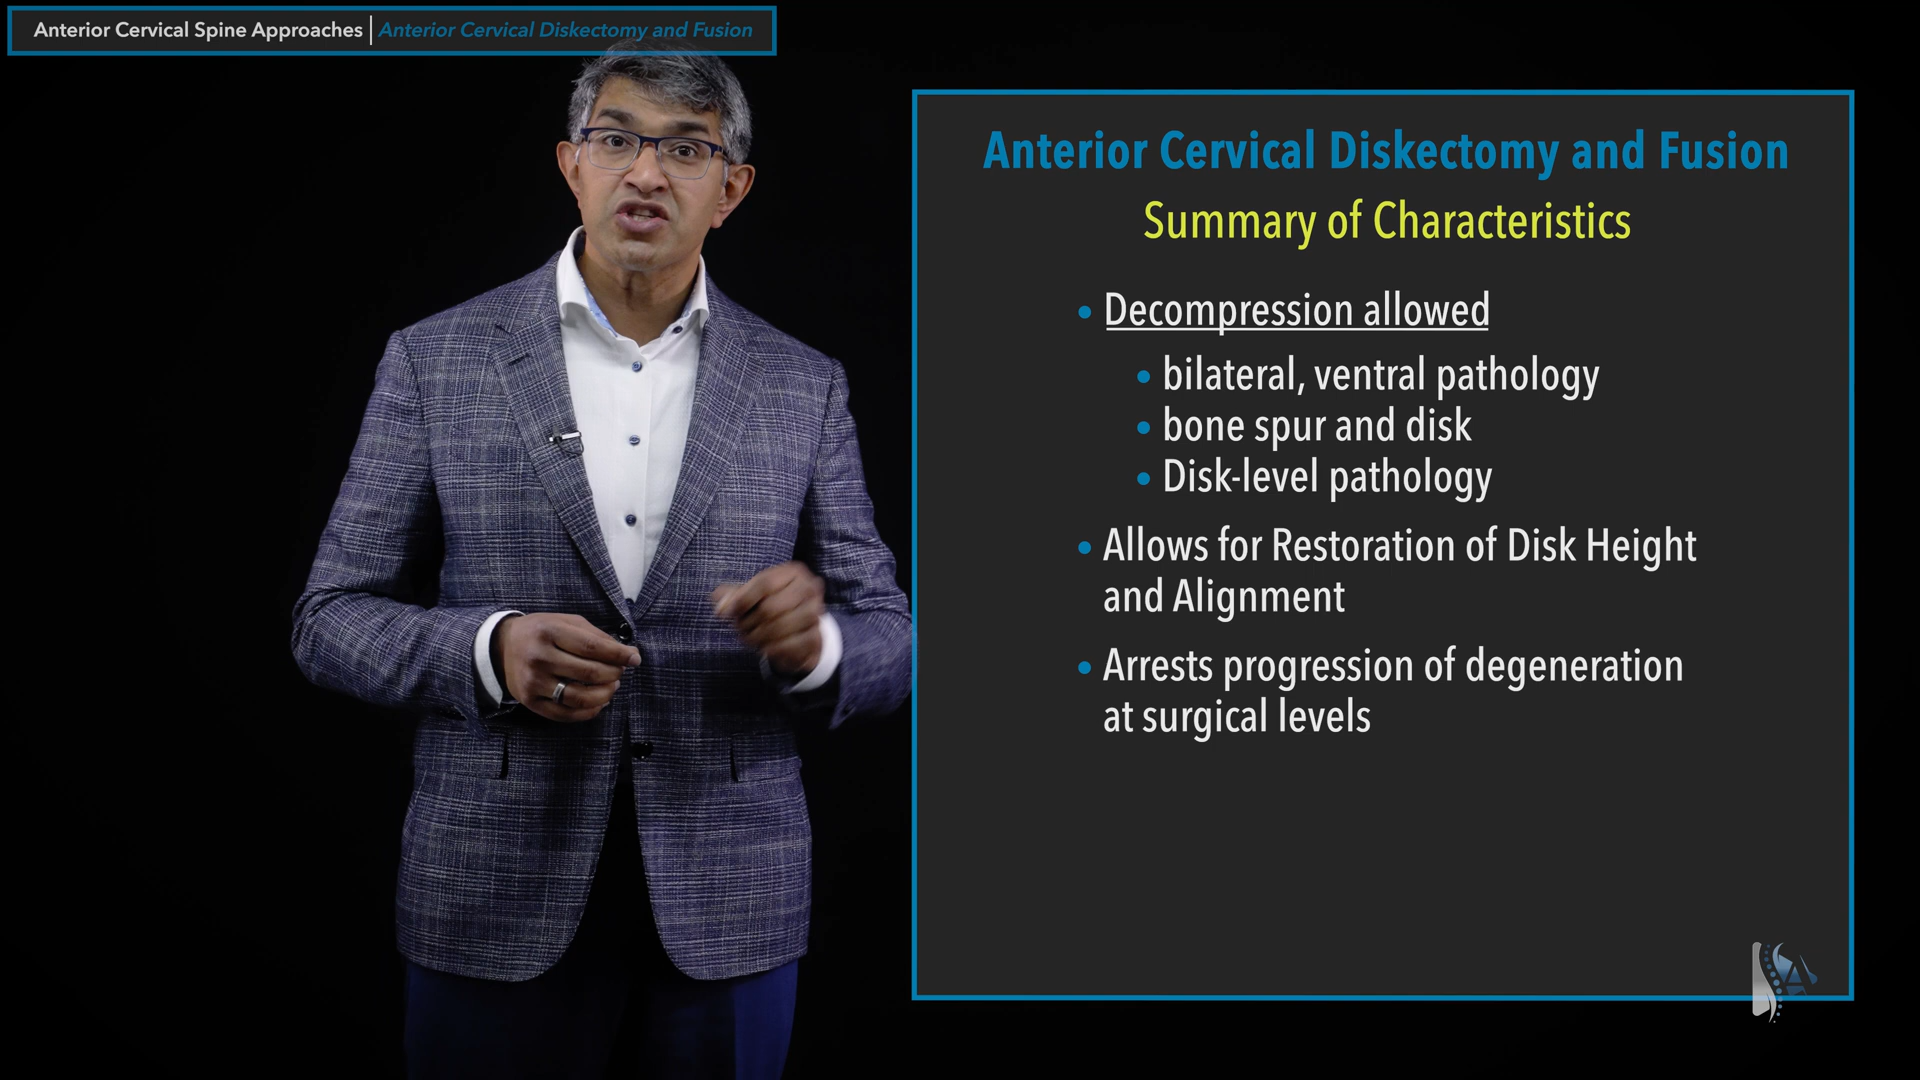 Anterior Cervical Spine Approaches | Anterior Cervical Diskectomy and Fusion
Anterior Cervical Diskectomy and Fusion
Summary of Characteristics
• Decompression allowed
• bilateral, ventral pathology
• bone spur and disk
• Disk-level pathology
• Allows for Restoration of Disk Height
and Alignment
• Arrests progression of degeneration
at surgical levels